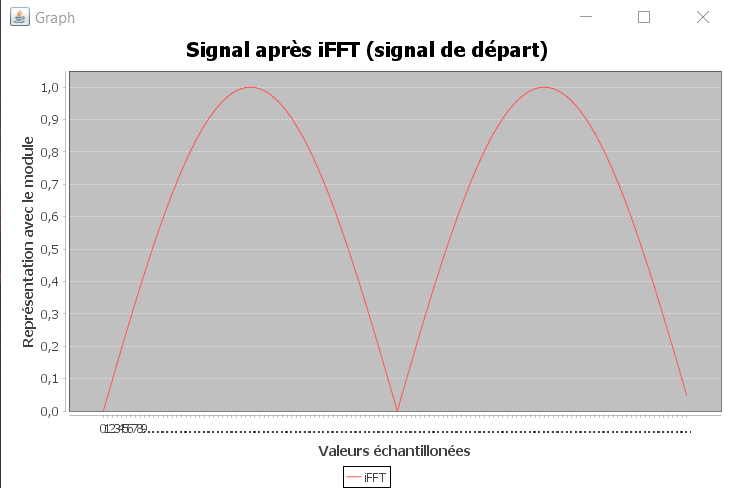 Graph
Signal après iFFT (signal de départ)
Représentation avec le module
1,0
0,9
0,8
0,7
0,6
0,5
0,4
0,3
0,2
0,1
0,0
0123456789
Valeurs échantillonées
iFFT